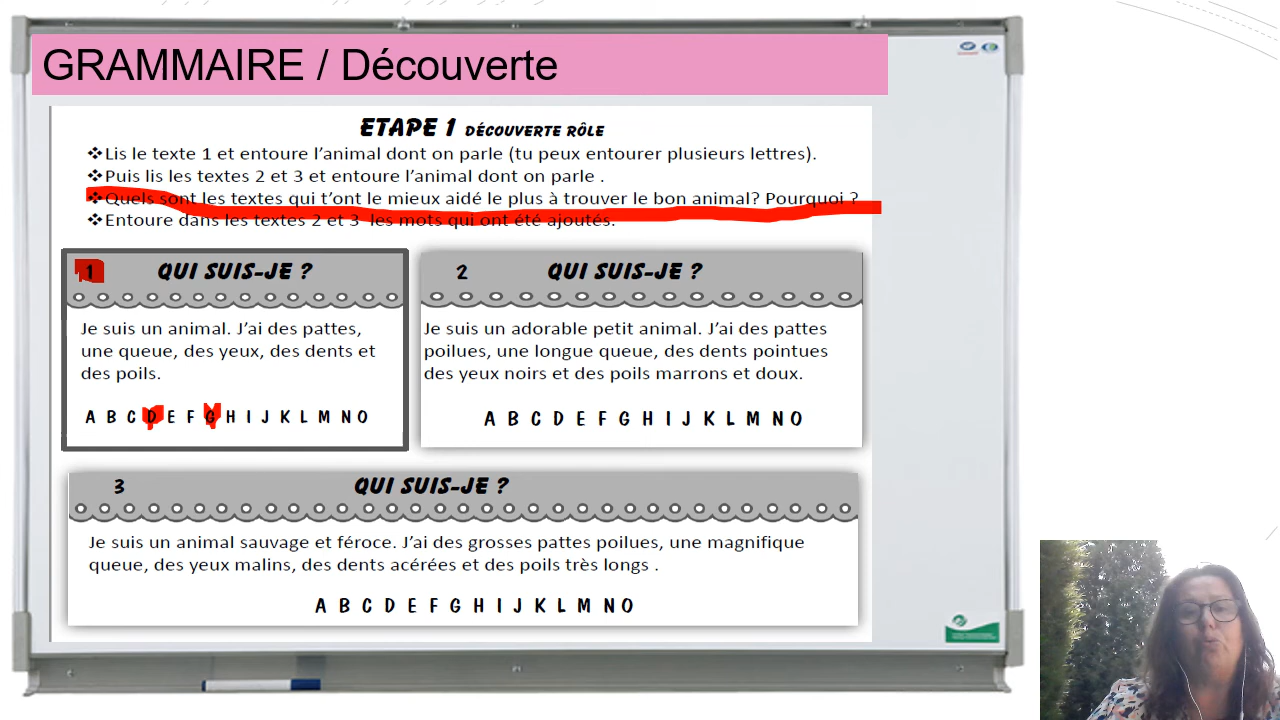 GRAMMAIRE / Découverte
ETAPE 1 DÉCOUVERTE RÔLE
❖Lis le texte 1 et entoure l’animal dont on parle (tu peux entourer plusieurs lettres).
❖Puis lis les textes 2 et 3 et entoure l’animal dont on parle .
❖Quels sont les textes qui t’ont le mieux aidé le plus à trouver le bon animal? Pourquoi ?
❖Entoure dans les textes 2 et 3 les mots qui ont été ajoutés.
1 QUI SUIS-JE ?
Je suis un animal. J’ai des pattes,
une queue, des yeux, des dents et
des poils.
A B C D E F G H I J K L M N O
2 QUI SUIS-JE ?
Je suis un adorable petit animal. J’ai des pattes
poilues, une longue queue, des dents pointues
des yeux noirs et des poils marrons et doux.
A B C D E F G H I J K L M N O
3 QUI SUIS-JE ?
Je suis un animal sauvage et féroce. J’ai des grosses pattes poilues, une magnifique
queue, des yeux malins, des dents acérées et des poils très longs .
A B C D E F G H I J K L M N O